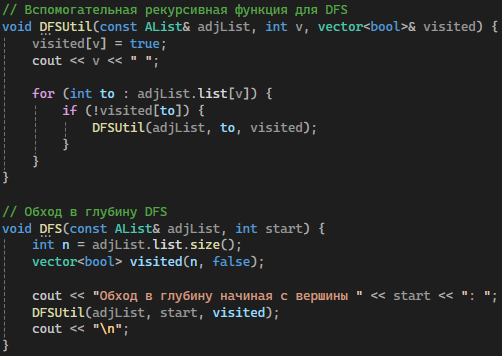 // Вспомогательная рекурсивная функция для DFS
void DFSUtil(const AList& adjList, int v, vector<bool>& visited) {
    visited[v] = true;
    cout << v << " ";

    for (int to : adjList.list[v]) {
        if (!visited[to]) {
            DFSUtil(adjList, to, visited);
        }
    }
}

// Обход в глубину DFS
void DFS(const AList& adjList, int start) {
    int n = adjList.list.size();
    vector<bool> visited(n, false);

    cout << "Обход в глубину начиная с вершины " << start << ": ";
    DFSUtil(adjList, start, visited);
    cout << "\n";
}